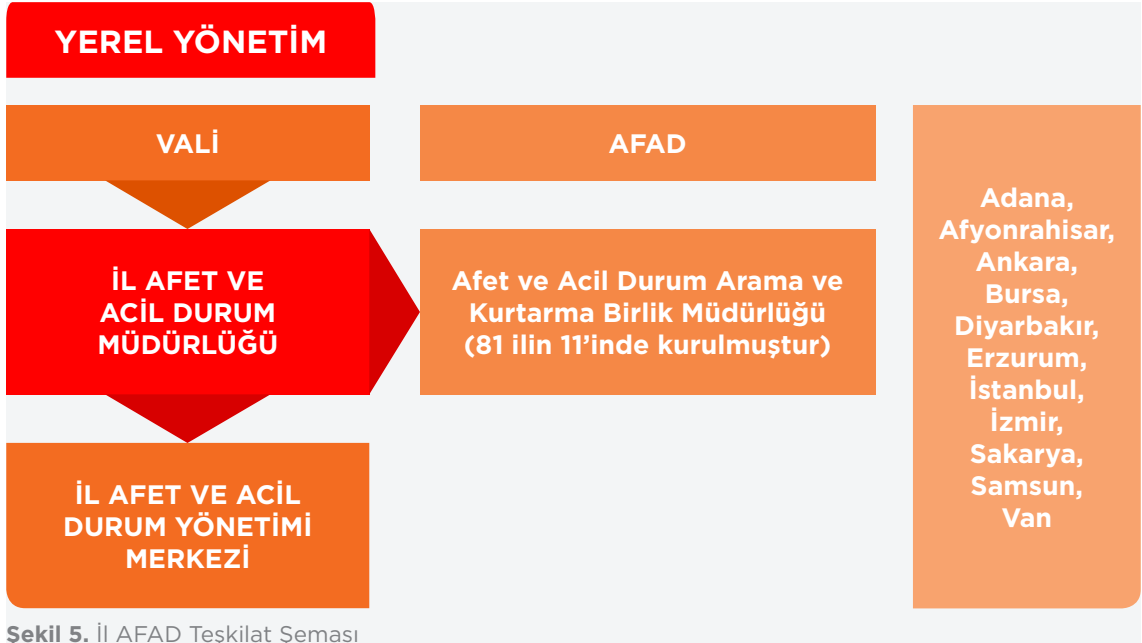 YEREL YÖNETİM
VALİ
AFAD
İL AFET VE
ACİL DURUM
MÜDÜRLÜĞÜ
Afet ve Acil Durum Arama ve
Kurtarma Birlik Müdürlüğü
(81 ilin 11’inde kurulmuştur)
İL AFET VE ACİL
DURUM YÖNETİMİ
MERKEZİ
Adana,
Afyonrahisar,
Ankara,
Bursa,
Diyarbakır,
Erzurum,
İstanbul,
İzmir,
Sakarya,
Samsun,
Van
Şekil 5. İl AFAD Teşkilat Şeması